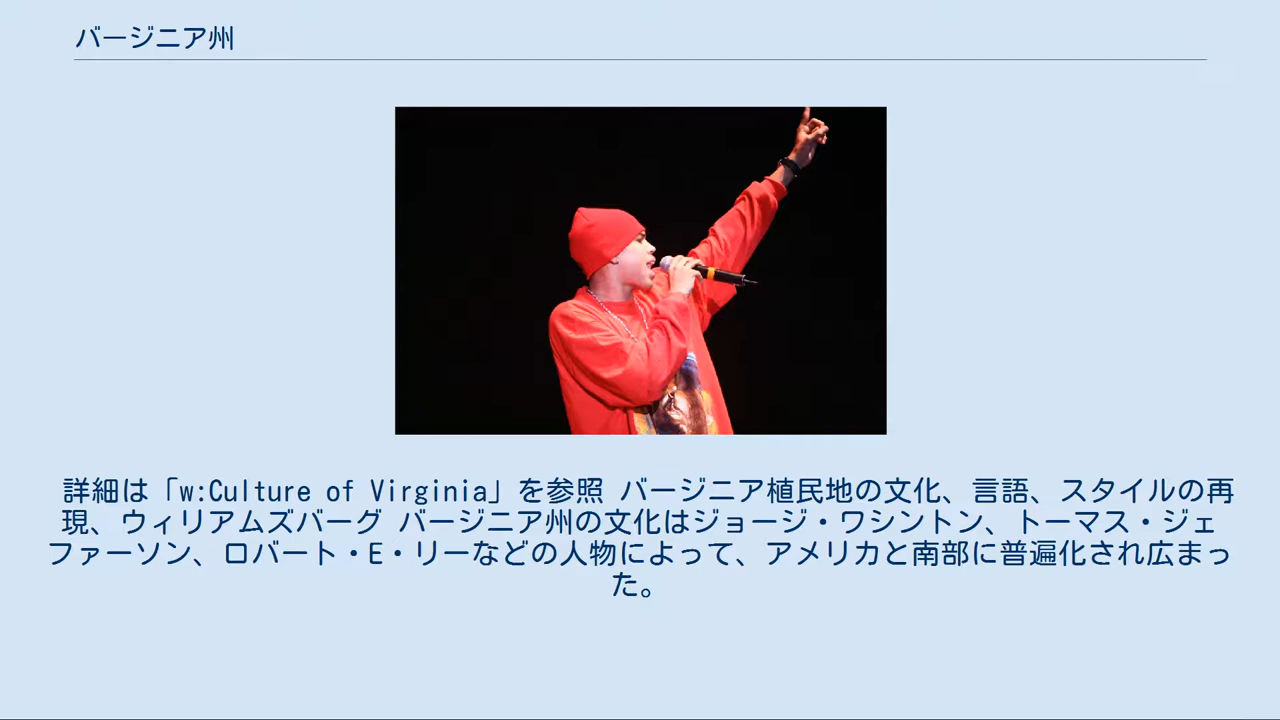 バージニア州
詳細は「w:Culture of Virginia」を参照 バージニア植民地の文化、言語、スタイルの再
現、ウィリアムズバーグ バージニア州の文化はジョージ・ワシントン、トーマス・ジェ
ファーソン、ロバート・E・リーなどの人物によって、アメリカと南部に普遍化され広まっ
た。